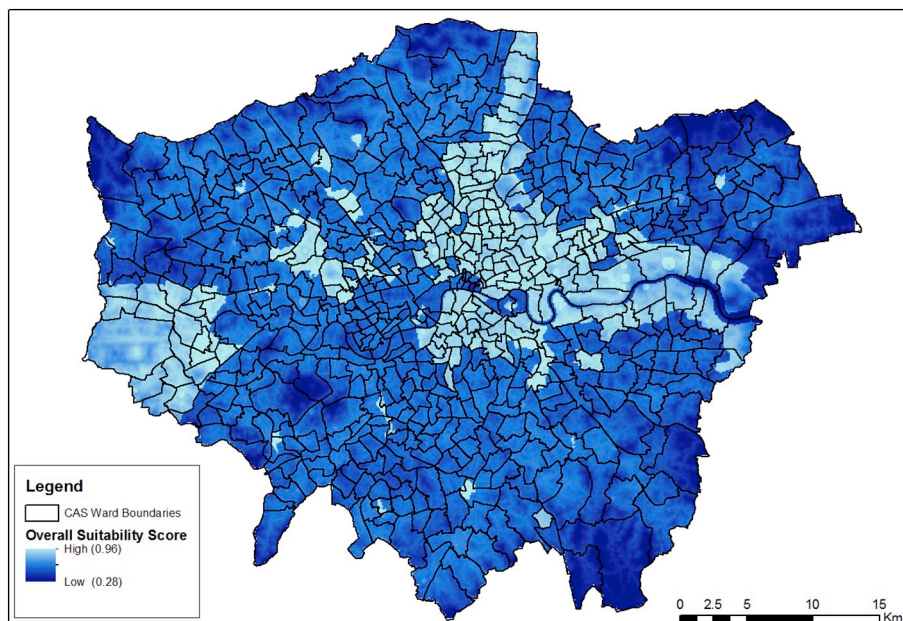 Legend
CAS Ward Boundaries
Overall Suitability Score
High (0.96)
Low (0.28)
0 2.5 5 10 15
Km